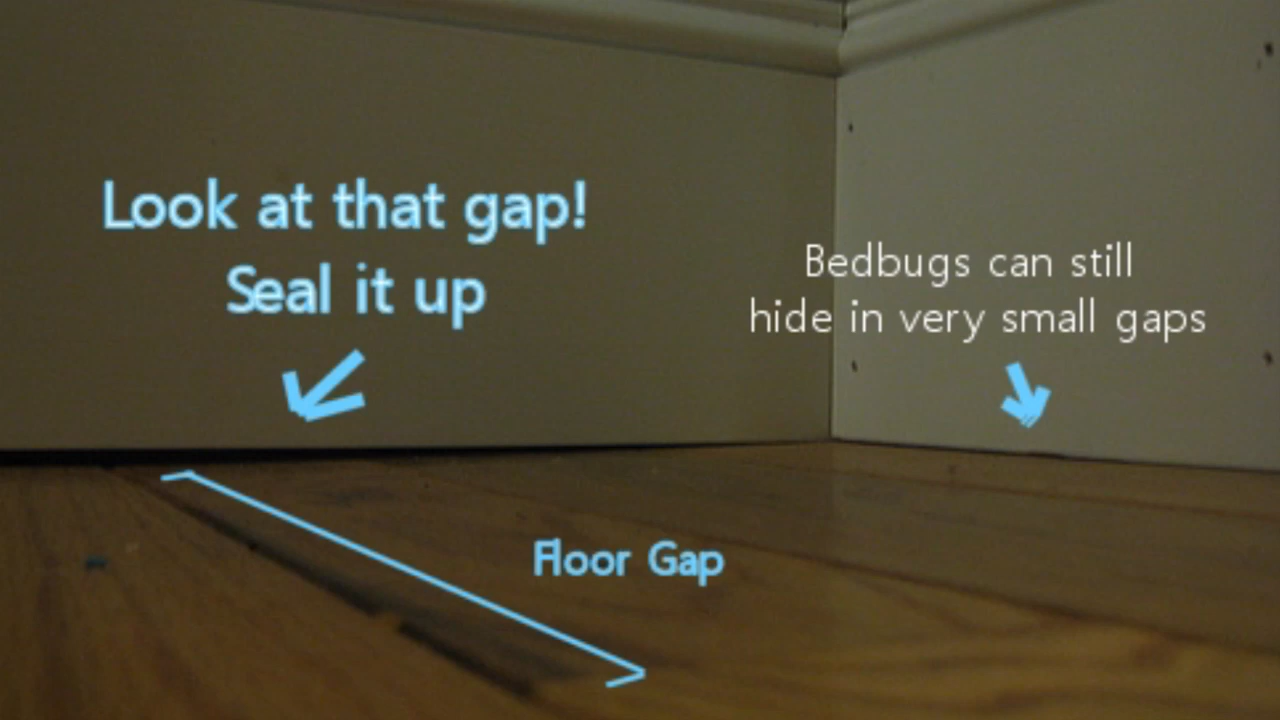 Look at that gap!
Seal it up
Bedbugs can still
hide in very small gaps
Floor Gap